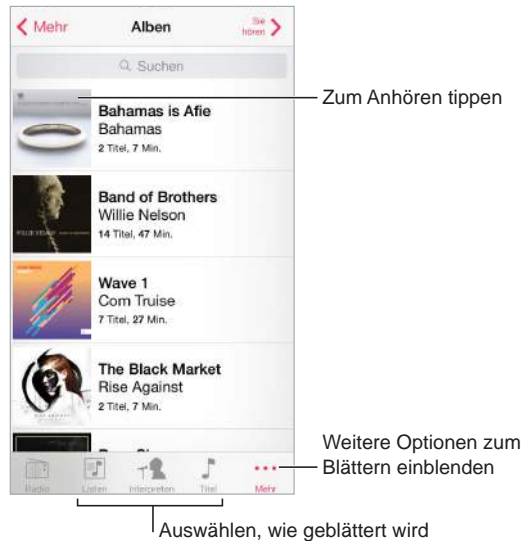 Mehr
Alben
Sie
hören
Suchen
Zum Anhören tippen
Bahamas is Afie
Bahamas
2 Titel, 7 Min.
Band of Brothers
Willie Nelson
14 Titel, 47 Min.
Wave 1
Com Truise
7 Titel, 27 Min.
The Black Market
Rise Against
2 Titel, 7 Min.
Weitere Optionen zum
Blättern einblenden
Radio
Listen
Interpreten
Titel
Mehr
Auswählen, wie geblättert wird